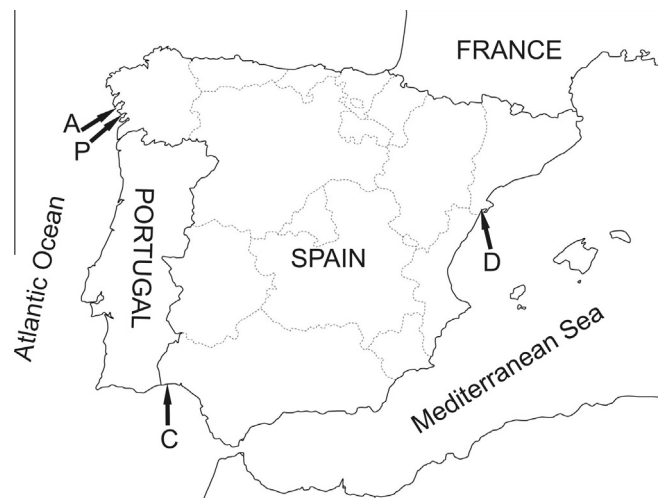 FRANCE
A
P
PORTUGAL
Atlantic Ocean
SPAIN
D
Mediterranean Sea
C